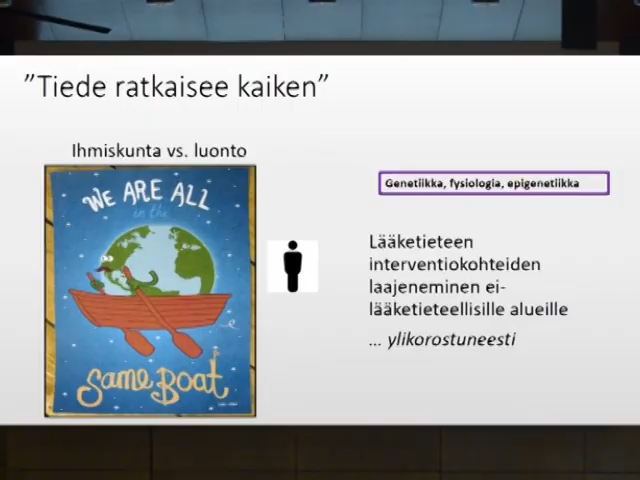 ”Tiede ratkaisee kaiken”
Ihmiskunta vs. luonto
WE ARE ALL
in the
Same Boat
Genetiikka, fysiologia, epigenetiikka
Lääketieteen
interventiokohteiden
laajeneminen ei-
lääketieteellisille alueille
... ylikorostuneesti